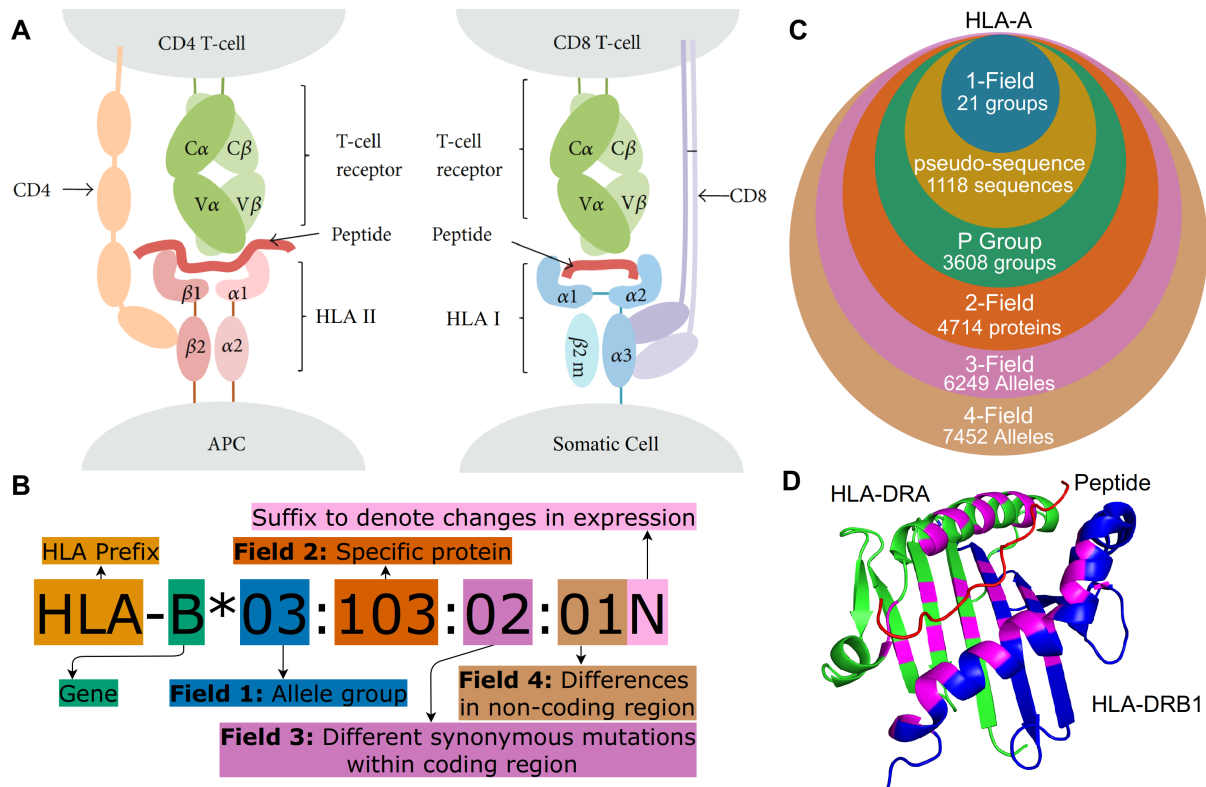 A
CD4 T-cell
Cα
Cβ
Vα
Vβ
T-cell
receptor
CD4
Peptide
β1
α1
β2
α2
HLA II
APC
CD8 T-cell
T-cell
receptor
Cα
Cβ
Vα
Vβ
CD8
Peptide
α1
α2
HLA I
β2 m
α3
Somatic Cell
B
Suffix to denote changes in expression
HLA Prefix
Field 2: Specific protein
HLA-B*03:103:02:01N
Gene
Field 1: Allele group
Field 4: Differences
in non-coding region
Field 3: Different synonymous mutations
within coding region
C
HLA-A
1-Field
21 groups
pseudo-sequence
1118 sequences
P Group
3608 groups
2-Field
4714 proteins
3-Field
6249 Alleles
4-Field
7452 Alleles
D
HLA-DRA
Peptide
HLA-DRB1